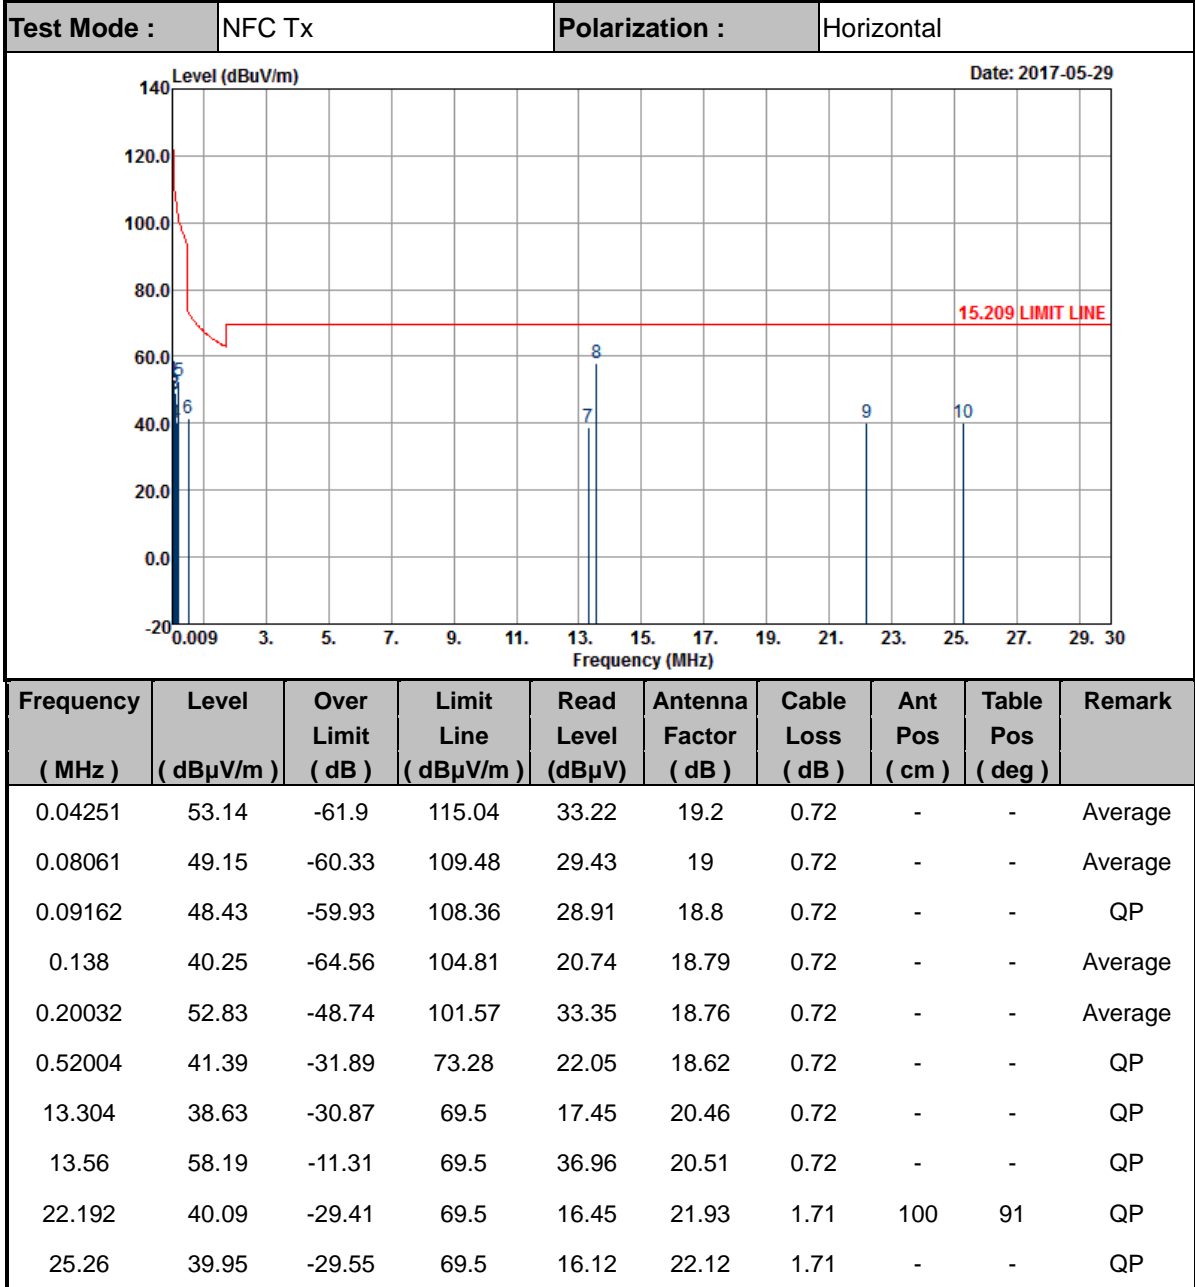 Test Mode : NFC Tx Polarization : Horizontal
Level (dBuV/m) Date: 2017-05-29
140
120.0
100.0
80.0
15.209 LIMIT LINE
60.0
8
5
6
7
9
10
40.0
20.0
0.0
-20
0.009 3. 5. 7. 9. 11. 13. 15. 17. 19. 21. 23. 25. 27. 29. 30
Frequency (MHz)
Frequency Level Over Limit Read Antenna Cable Ant Table Remark
Limit Line Level Factor Loss Pos Pos
( MHz ) ( dBµV/m ) ( dB ) ( dBµV/m ) (dBµV) ( dB ) ( dB ) ( cm ) ( deg )
0.04251 53.14 -61.9 115.04 33.22 19.2 0.72 - - Average
0.08061 49.15 -60.33 109.48 29.43 19 0.72 - - Average
0.09162 48.43 -59.93 108.36 28.91 18.8 0.72 - - QP
0.138 40.25 -64.56 104.81 20.74 18.79 0.72 - - Average
0.20032 52.83 -48.74 101.57 33.35 18.76 0.72 - - Average
0.52004 41.39 -31.89 73.28 22.05 18.62 0.72 - - QP
13.304 38.63 -30.87 69.5 17.45 20.46 0.72 - - QP
13.56 58.19 -11.31 69.5 36.96 20.51 0.72 - - QP
22.192 40.09 -29.41 69.5 16.45 21.93 1.71 100 91 QP
25.26 39.95 -29.55 69.5 16.12 22.12 1.71 - - QP